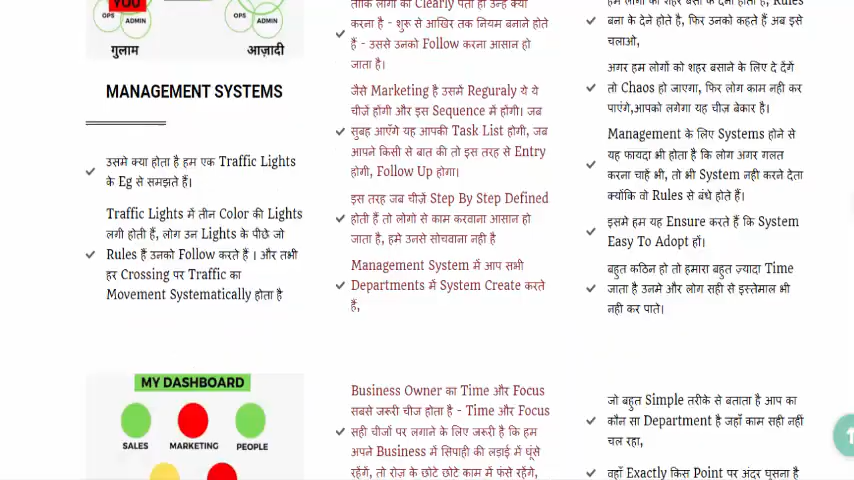 YOU
OPS
ADMIN
OPS
ADMIN
गुलाम
आज़ादी
MANAGEMENT SYSTEMS
उसमे क्या होता है हम एक Traffic Lights
के Eg से समझते हैं।
Traffic Lights में तीन Color की Lights
लगी होती हैं, लोग उन Lights के पीछे जो
Rules हैं उनको Follow करते हैं । और तभी
हर Crossing पर Traffic का
Movement Systematically होता है
MY DASHBOARD
SALES
MARKETING
PEOPLE
ताकि लोगो को Clearly पता हो उन्हे क्या
करना है - शुरू से आखिर तक नियम बनाने होते
हैं - उससे उनको Follow करना आसान हो
जाता है।
जैसे Marketing है उसमें Reguraly ये ये
चीज़ें होंगी और इस Sequence में होंगी। जब
सुबह आएँगे यह आपकी Task List होगी, जब
आपने किसी से बात की तो इस तरह से Entry
होगी, Follow Up होगा।
इस तरह जब चीज़ें Step By Step Defined
होती हैं तो लोगो से काम करवाना आसान हो
जाता है, हमे उनसे सोचवाना नही है
Management System में आप सभी
Departments में System Create करते
हैं,
Business Owner का Time और Focus
सबसे जरूरी चीज होता है - Time और Focus
सही चीजों पर लगाने के लिए जरूरी है कि हम
अपने Business में सिपाही की लड़ाई में घूंसे
रहेंगें, तो रोज़ के छोटे छोटे काम में फंसे रहेंगे,
हम लोगों को शहर बसा के देना होता है, Rules
बना के देने होते है, फिर उनको कहते हैं अब इसे
चलाओ,
अगर हम लोगों को शहर बसाने के लिए दे देंगें
तो Chaos हो जाएगा, फिर लोग काम नही कर
पाएंगे,आपको लगेगा यह चीज़ बेकार है।
Management के लिए Systems होने से
यह फायदा भी होता है कि लोग अगर गलत
करना चाहें भी, तो भी System नही करने देता
क्योंकि वो Rules से बंधे होते हैं।
इसमे हम यह Ensure करते हैं कि System
Easy To Adopt हों।
बहुत कठिन हो तो हमारा बहुत ज़्यादा Time
जाता है उनमे और लोग सही से इस्तेमाल भी
नही कर पाते।
जो बहुत Simple तरीके से बताता है आप का
कौन सा Department है जहाँ काम सही नहीं
चल रहा,
वहाँ Exactly किस Point पर अंदर घुसना है